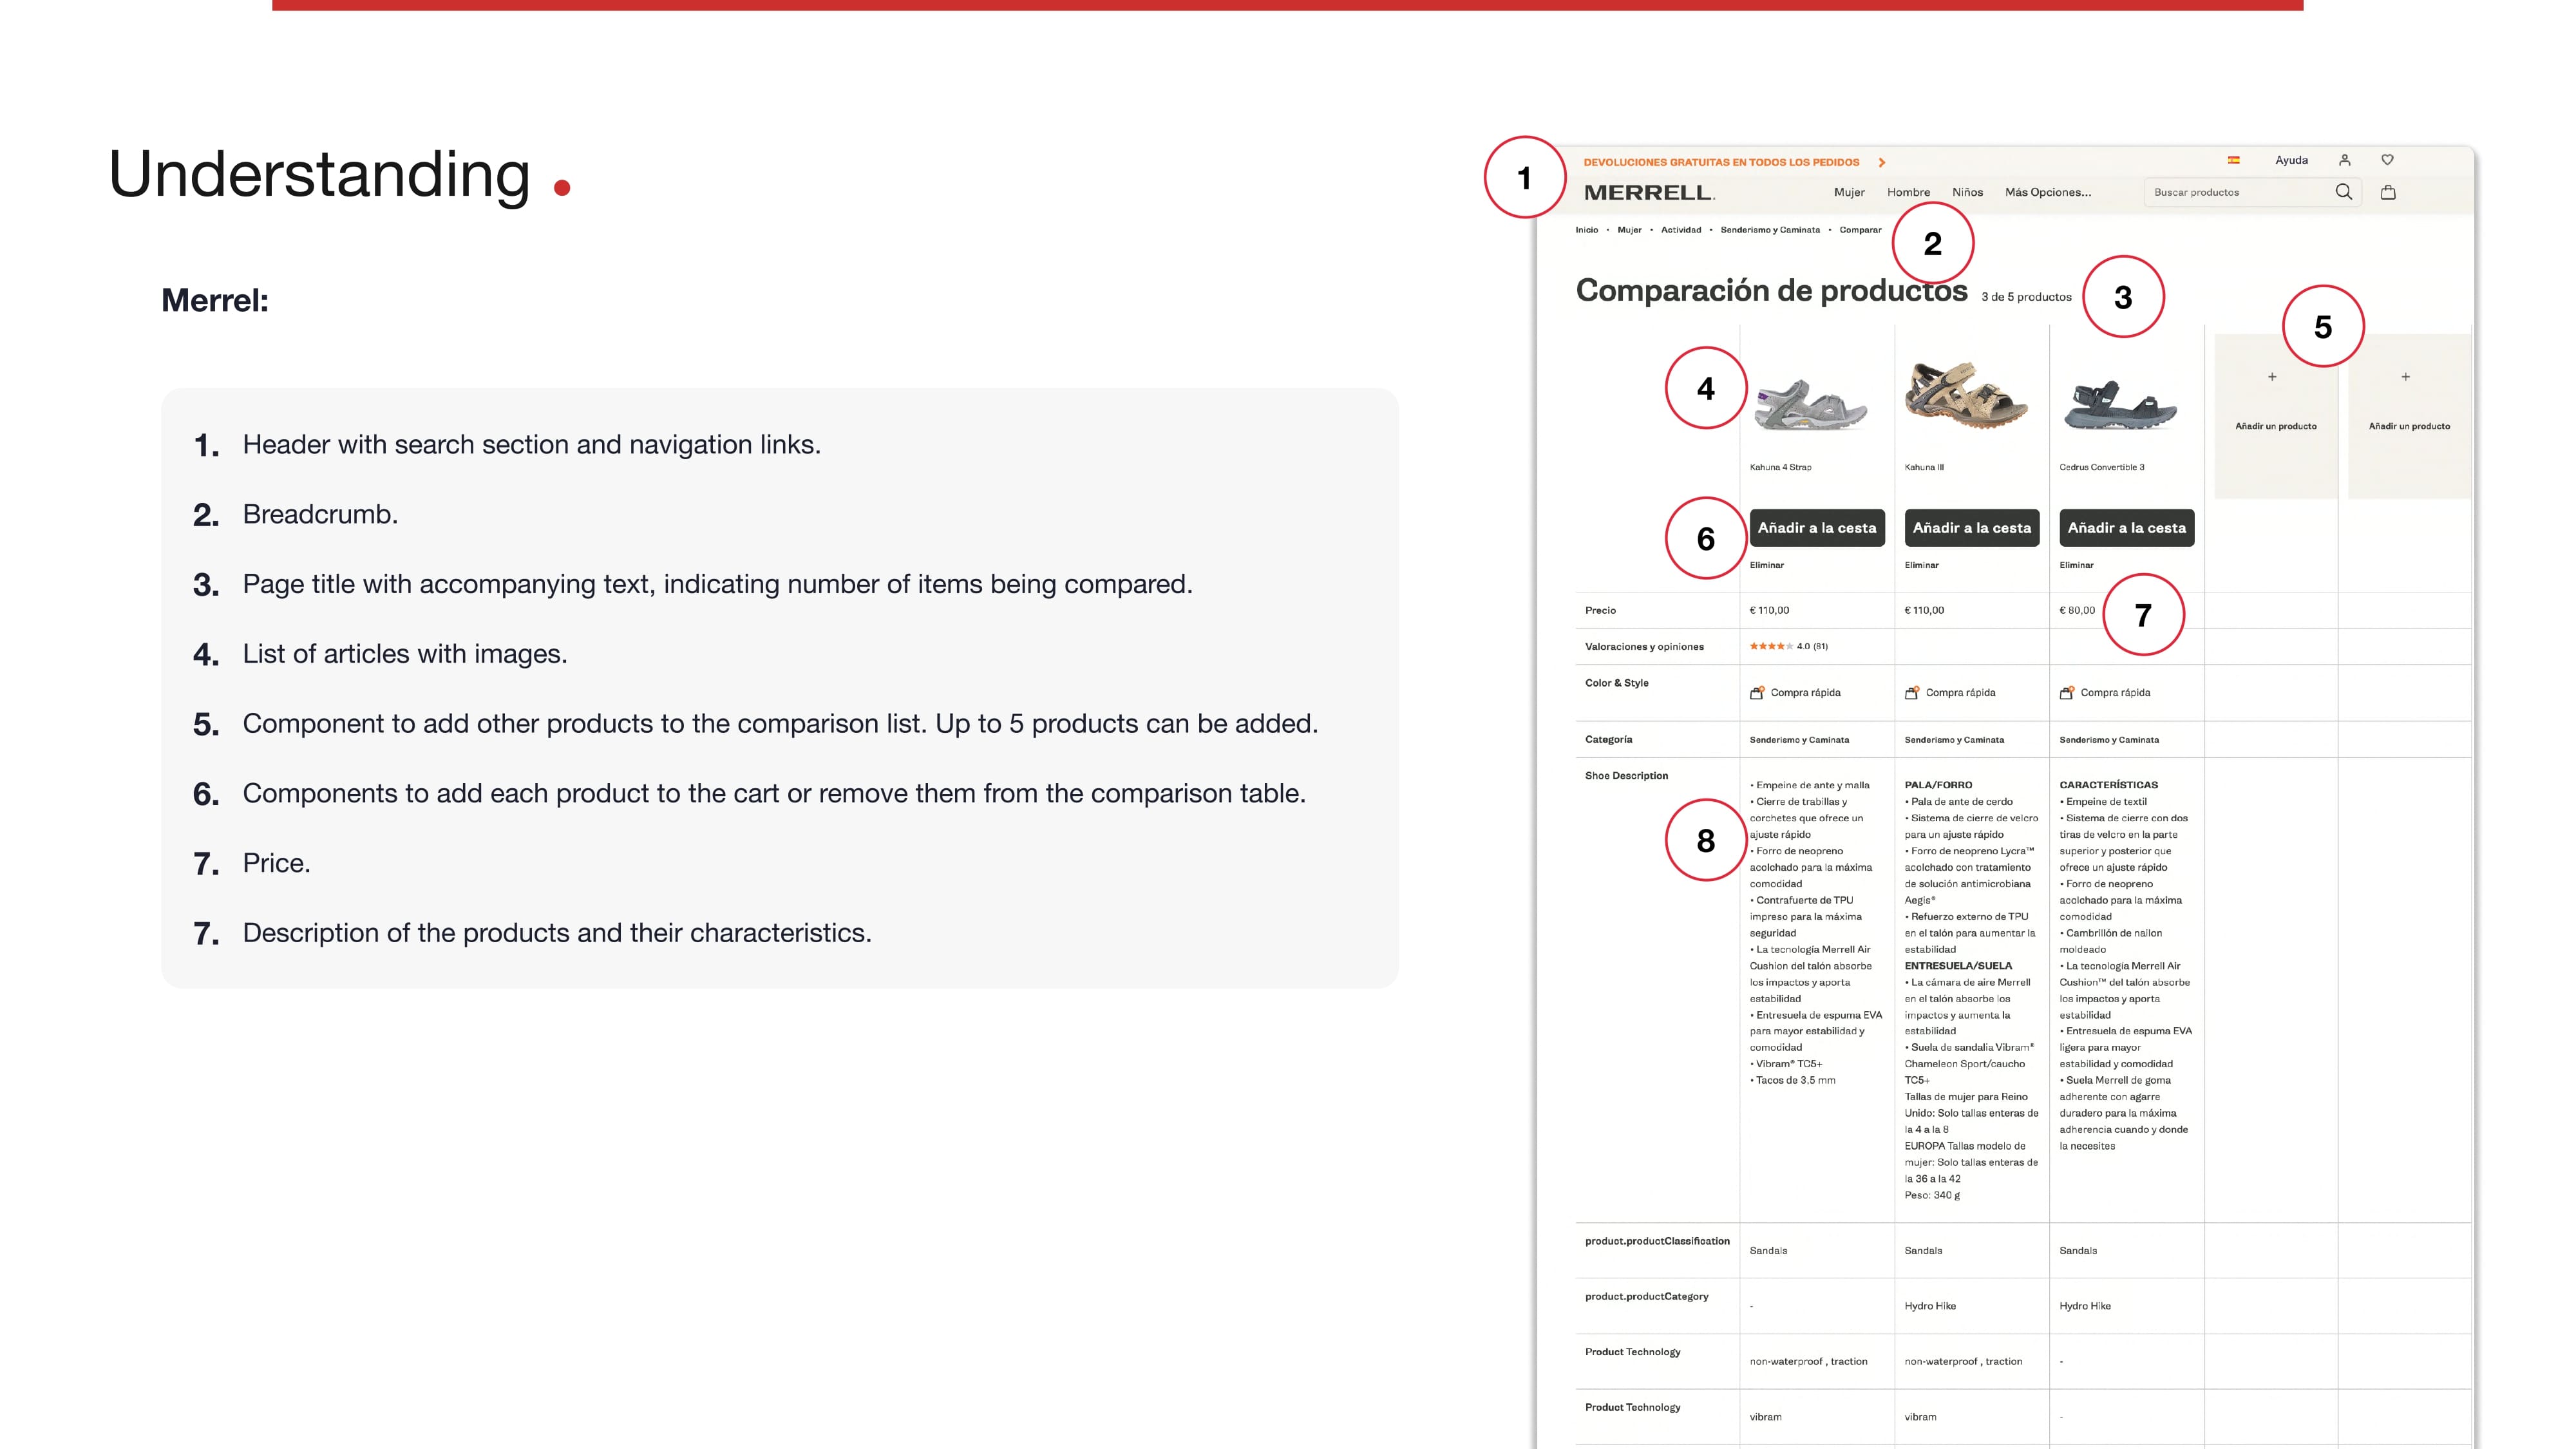 Understanding .
Merrel:
1. Header with search section and navigation links.
2. Breadcrumb.
3. Page title with accompanying text, indicating number of items being compared.
4. List of articles with images.
5. Component to add other products to the comparison list. Up to 5 products can be added.
6. Components to add each product to the cart or remove them from the comparison table.
7. Price.
7. Description of the products and their characteristics.
1
DEVOLUCIONES GRATUITAS EN TODOS LOS PEDIDOS
Ayuda
MERRELL.
Mujer Hombre Niños Más Opciones...
Buscar productos
Inicio • Mujer • Actividad • Senderismo y Caminata • Comparar
2
Comparación de productos 3 de 5 productos
3
5
4
+ +
Añadir un producto Añadir un producto
Kahuna 4 Strap Kahuna III Cedrus Convertible 3
6
Añadir a la cesta Añadir a la cesta Añadir a la cesta
Eliminar Eliminar Eliminar
Precio € 110,00 € 110,00 € 80,00
7
Valoraciones y opiniones 4.0 (81)
Color & Style Compra rápida Compra rápida Compra rápida
Categoría Senderismo y Caminata Senderismo y Caminata Senderismo y Caminata
Shoe Description
8
• Empeine de ante y malla
• Cierre de trabillas y
corchetes que ofrece un
ajuste rápido
• Forro de neopreno
acolchado para la máxima
comodidad
• Contrafuerte de TPU
impreso para la máxima
seguridad
• La tecnología Merrell Air
Cushion del talón absorbe
los impactos y aporta
estabilidad
• Entresuela de espuma EVA
para mayor estabilidad y
comodidad
• Vibram® TC5+
• Tacos de 3,5 mm
PALA/FORRO
• Pala de ante de cerdo
• Sistema de cierre de velcro
para un ajuste rápido
• Forro de neopreno Lycra™
acolchado con tratamiento
de solución antimicrobiana
Aegis®
• Refuerzo externo de TPU
en el talón para aumentar la
estabilidad
ENTRESUELA/SUELA
• La cámara de aire Merrell
en el talón absorbe los
impactos y aumenta la
estabilidad
• Suela de sandalia Vibram®
Chameleon Sport/caucho
TC5+
Tallas de mujer para Reino
Unido: Solo tallas enteras de
la 4 a la 8
EUROPA Tallas modelo de
mujer: Solo tallas enteras de
la 36 a la 42
Peso: 340 g
CARACTERÍSTICAS
• Empeine de textil
• Sistema de cierre con dos
tiras de velcro en la parte
superior y posterior que
ofrece un ajuste rápido
• Forro de neopreno
acolchado para la máxima
comodidad
• Cambrillón de nailon
moldeado
• La tecnología Merrell Air
Cushion™ del talón absorbe
los impactos y aporta
estabilidad
• Entresuela de espuma EVA
ligera para mayor
estabilidad y comodidad
• Suela Merrell de goma
adherente con agarre
duradero para la máxima
adherencia cuando y donde
la necesites
product.productClassification Sandals Sandals Sandals
product.productCategory - Hydro Hike Hydro Hike
Product Technology non-waterproof , traction non-waterproof , traction -
Product Technology vibram vibram -